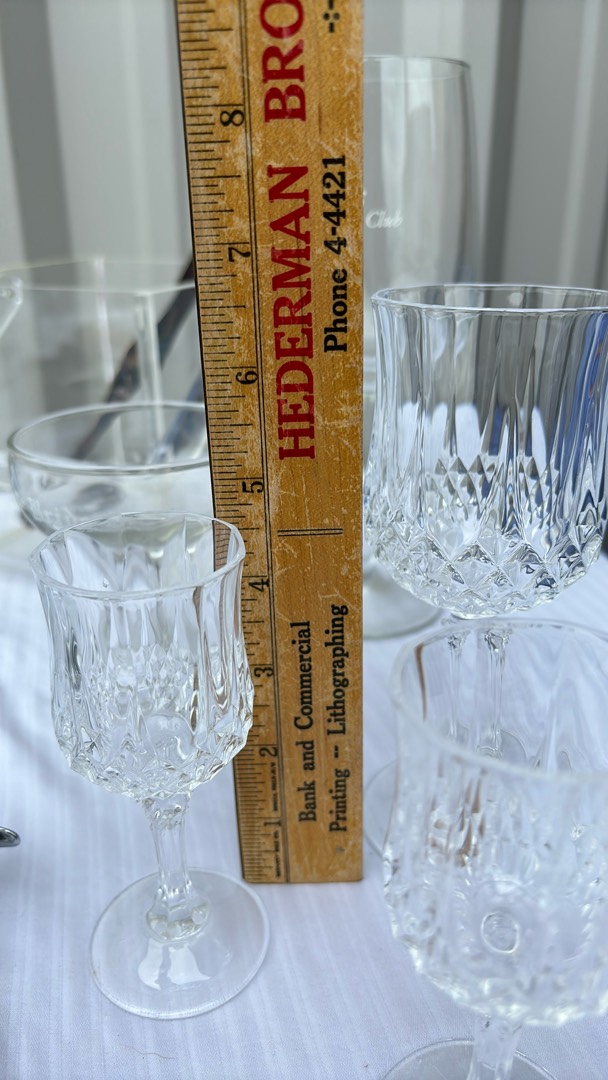 HEDERMAN BRO
Phone 4-4421
Bank and Commercial
Printing -- Lithographing
8
7
6
5
4
3
2
1
Club